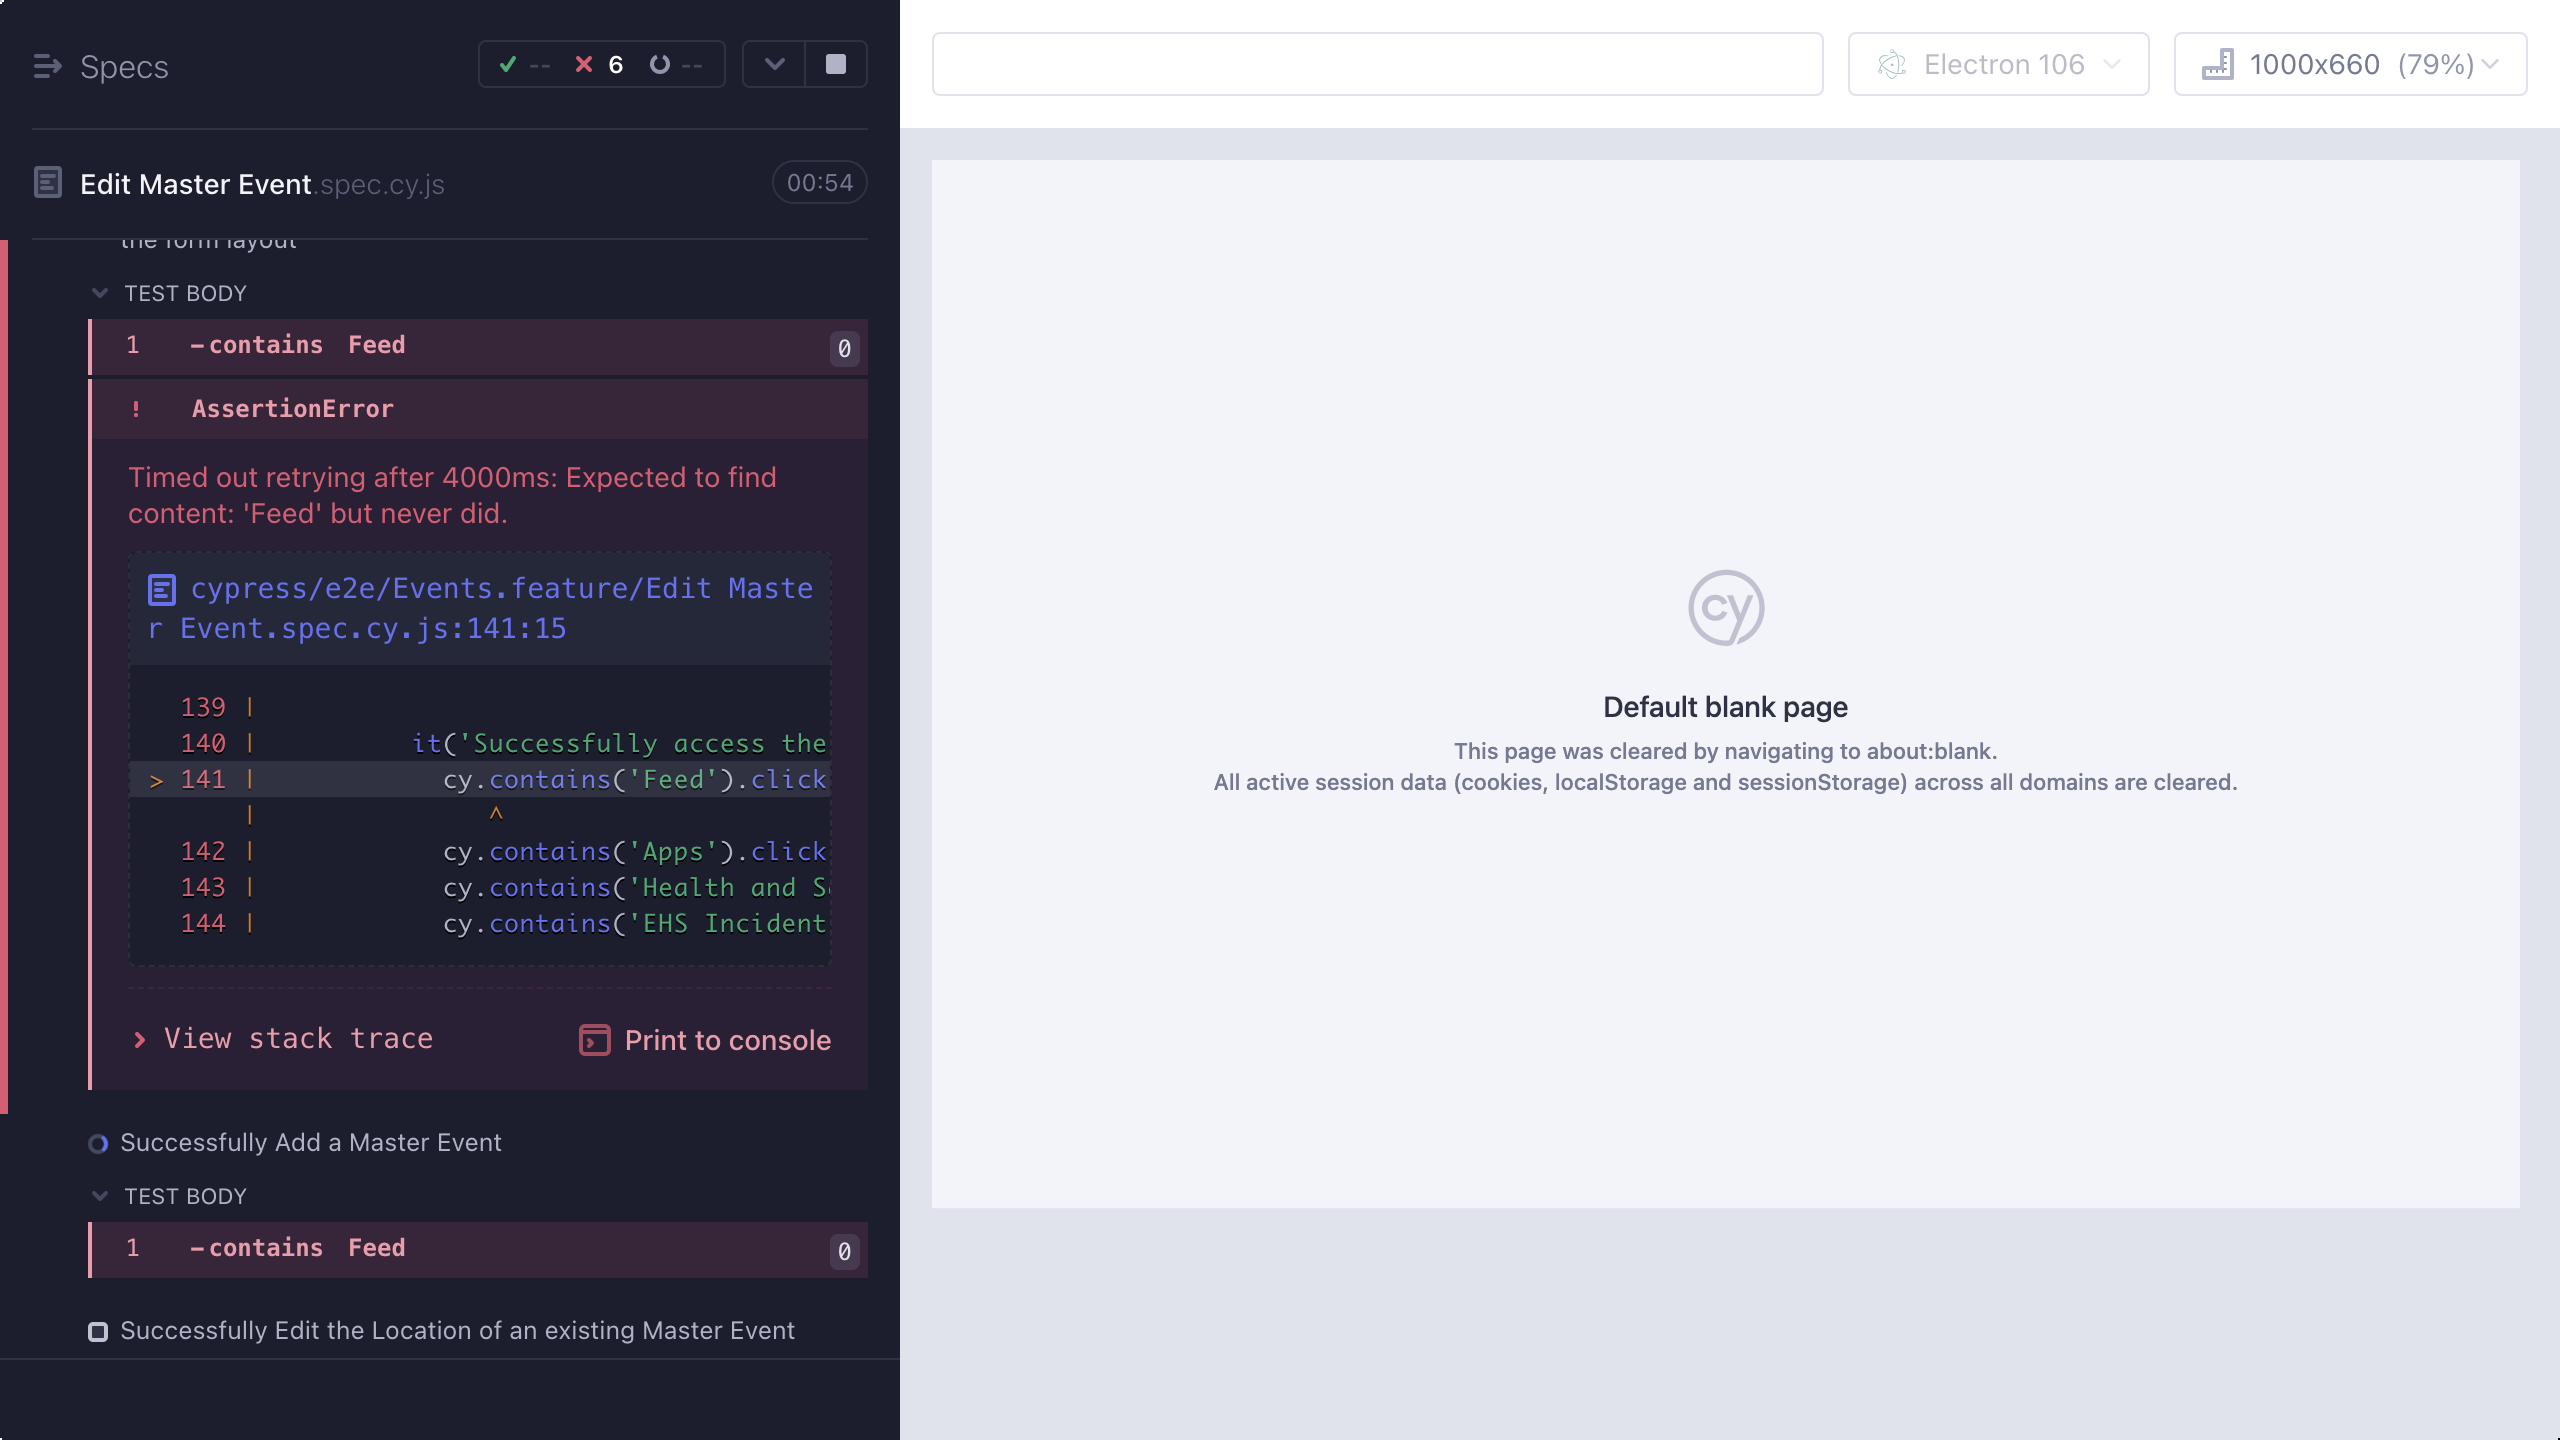 Specs
-- 6 --
Edit Master Event.spec.cy.js
00:54
the form layout
TEST BODY
1 -contains Feed 0
! AssertionError
Timed out retrying after 4000ms: Expected to find
content: 'Feed' but never did.
cypress/e2e/Events.feature/Edit Maste
r Event.spec.cy.js:141:15
139 |
140 | it('Successfully access the
> 141 | cy.contains('Feed').click
| ^
142 | cy.contains('Apps').click
143 | cy.contains('Health and S
144 | cy.contains('EHS Incident
View stack trace
Print to console
Successfully Add a Master Event
TEST BODY
1 -contains Feed 0
Successfully Edit the Location of an existing Master Event
Electron 106
1000x660 (79%)
cy
Default blank page
This page was cleared by navigating to about:blank.
All active session data (cookies, localStorage and sessionStorage) across all domains are cleared.